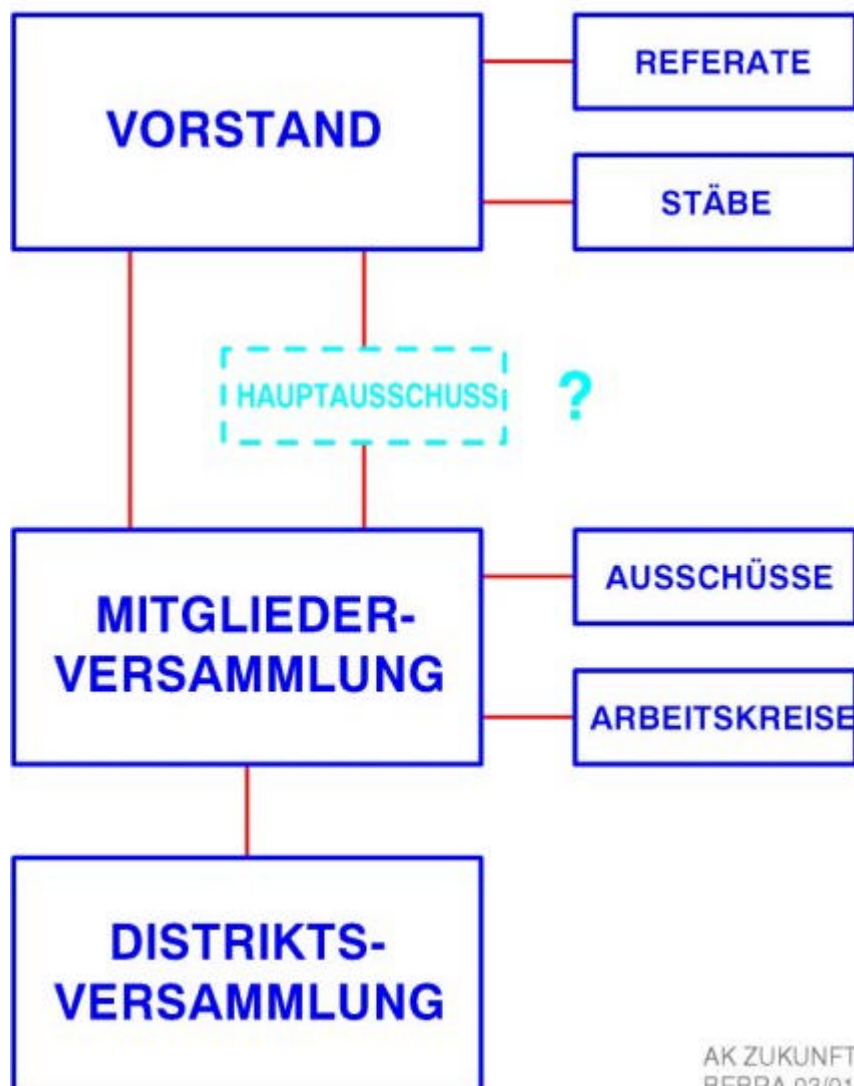 VORSTAND
REFERATE
STÄBE
HAUPTAUSSCHUSS
?
MITGLIEDER-
VERSAMMLUNG
AUSSCHÜSSE
ARBEITSKREISE
DISTRIKTS-
VERSAMMLUNG
AK ZUKUNFT